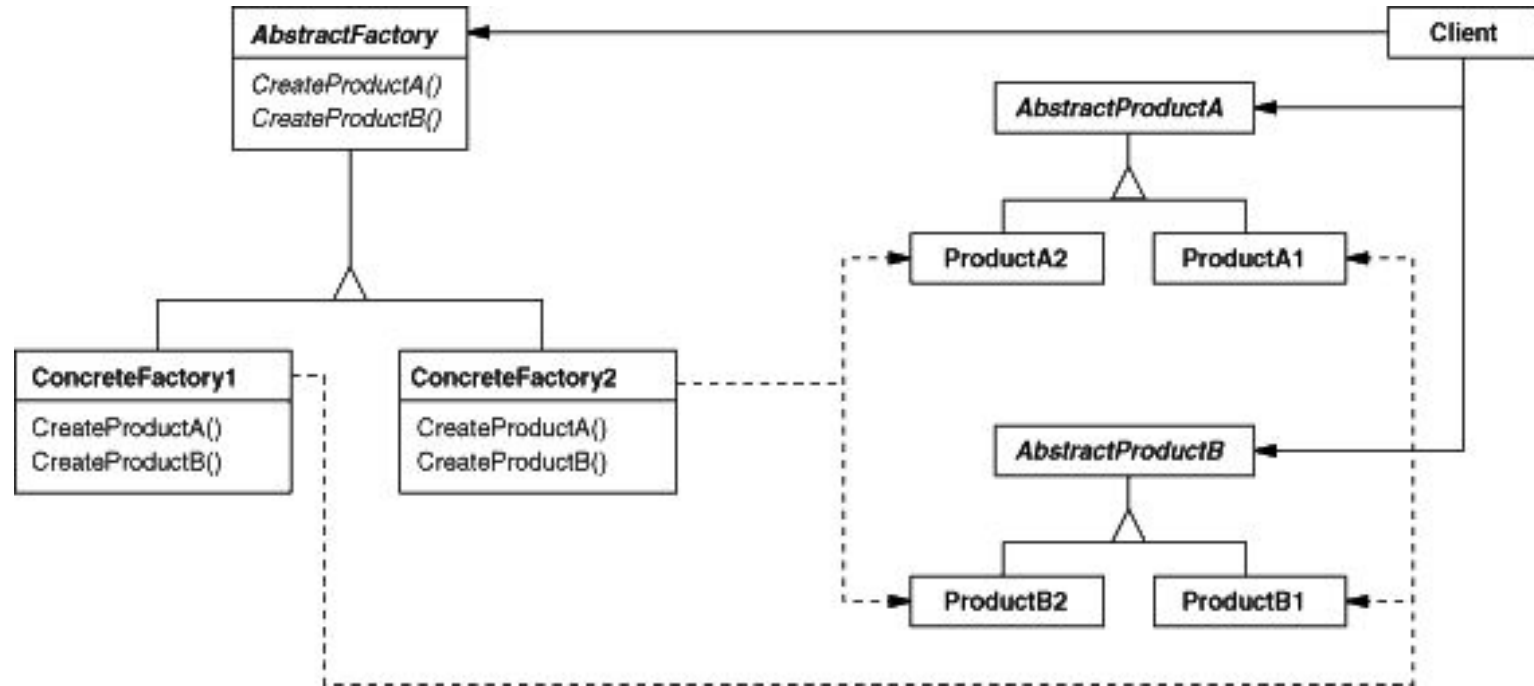 AbstractFactory
CreateProductA()
CreateProductB()
Client
AbstractProductA
ProductA2
ProductA1
ConcreteFactory1
CreateProductA()
CreateProductB()
ConcreteFactory2
CreateProductA()
CreateProductB()
AbstractProductB
ProductB2
ProductB1